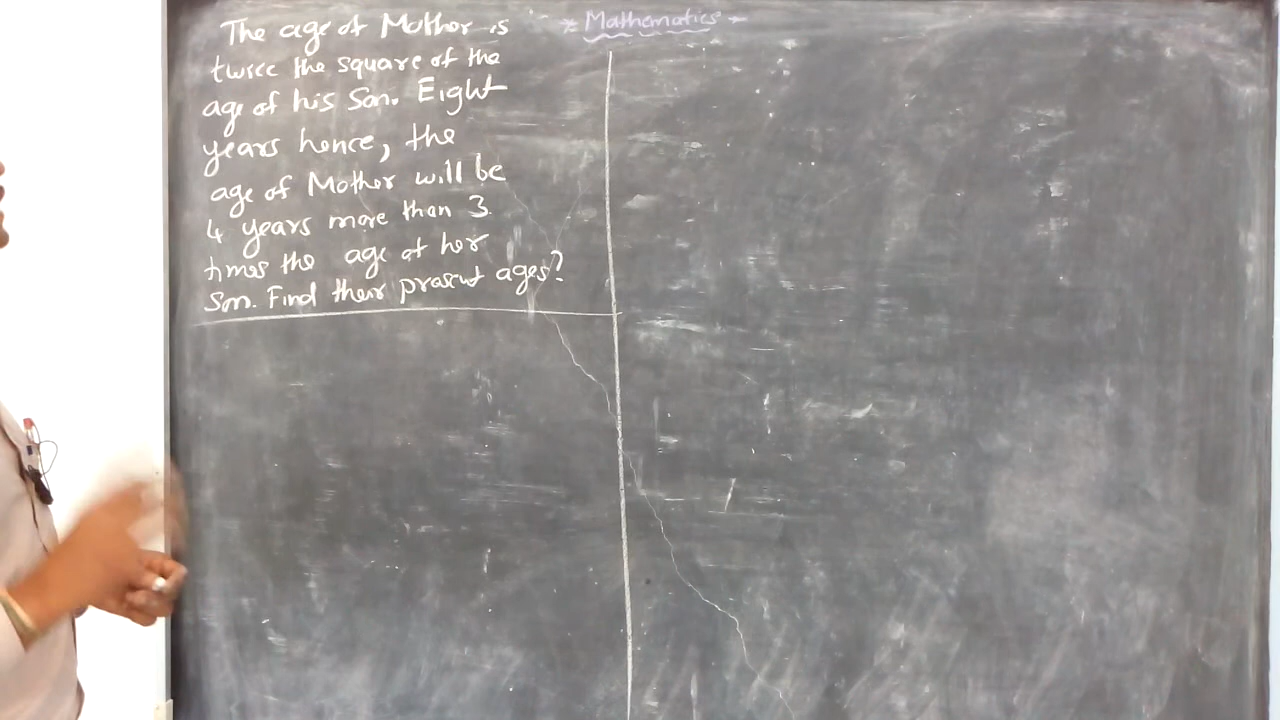 * Mathematics *
The age of Mother is
twice the square of the
age of his Son. Eight
years hence, the
age of Mother will be
4 years more than 3
times the age of her
Son. Find their present ages?